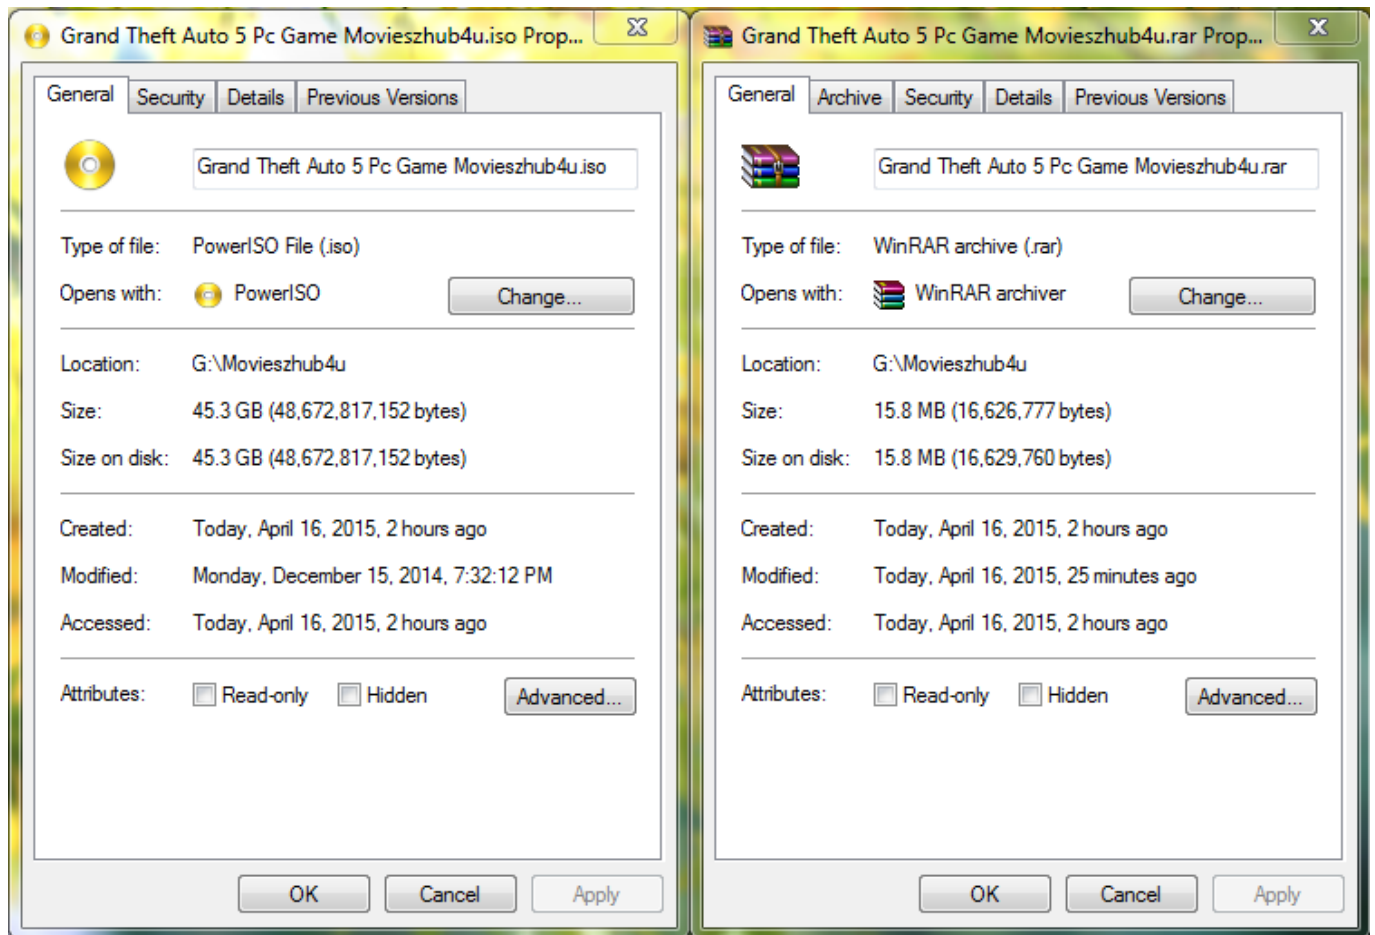 Grand Theft Auto 5 Pc Game Movieszhub4u.iso Prop...
General Security Details Previous Versions
Grand Theft Auto 5 Pc Game Movieszhub4u.iso
Type of file: PowerISO File (.iso)
Opens with: PowerISO Change...
Location: G:\Movieszhub4u
Size: 45.3 GB (48,672,817,152 bytes)
Size on disk: 45.3 GB (48,672,817,152 bytes)
Created: Today, April 16, 2015, 2 hours ago
Modified: Monday, December 15, 2014, 7:32:12 PM
Accessed: Today, April 16, 2015, 2 hours ago
Attributes: Read-only Hidden Advanced...
OK Cancel Apply
Grand Theft Auto 5 Pc Game Movieszhub4u.rar Prop...
General Archive Security Details Previous Versions
Grand Theft Auto 5 Pc Game Movieszhub4u.rar
Type of file: WinRAR archive (.rar)
Opens with: WinRAR archiver Change...
Location: G:\Movieszhub4u
Size: 15.8 MB (16,626,777 bytes)
Size on disk: 15.8 MB (16,629,760 bytes)
Created: Today, April 16, 2015, 2 hours ago
Modified: Today, April 16, 2015, 25 minutes ago
Accessed: Today, April 16, 2015, 2 hours ago
Attributes: Read-only Hidden Advanced...
OK Cancel Apply